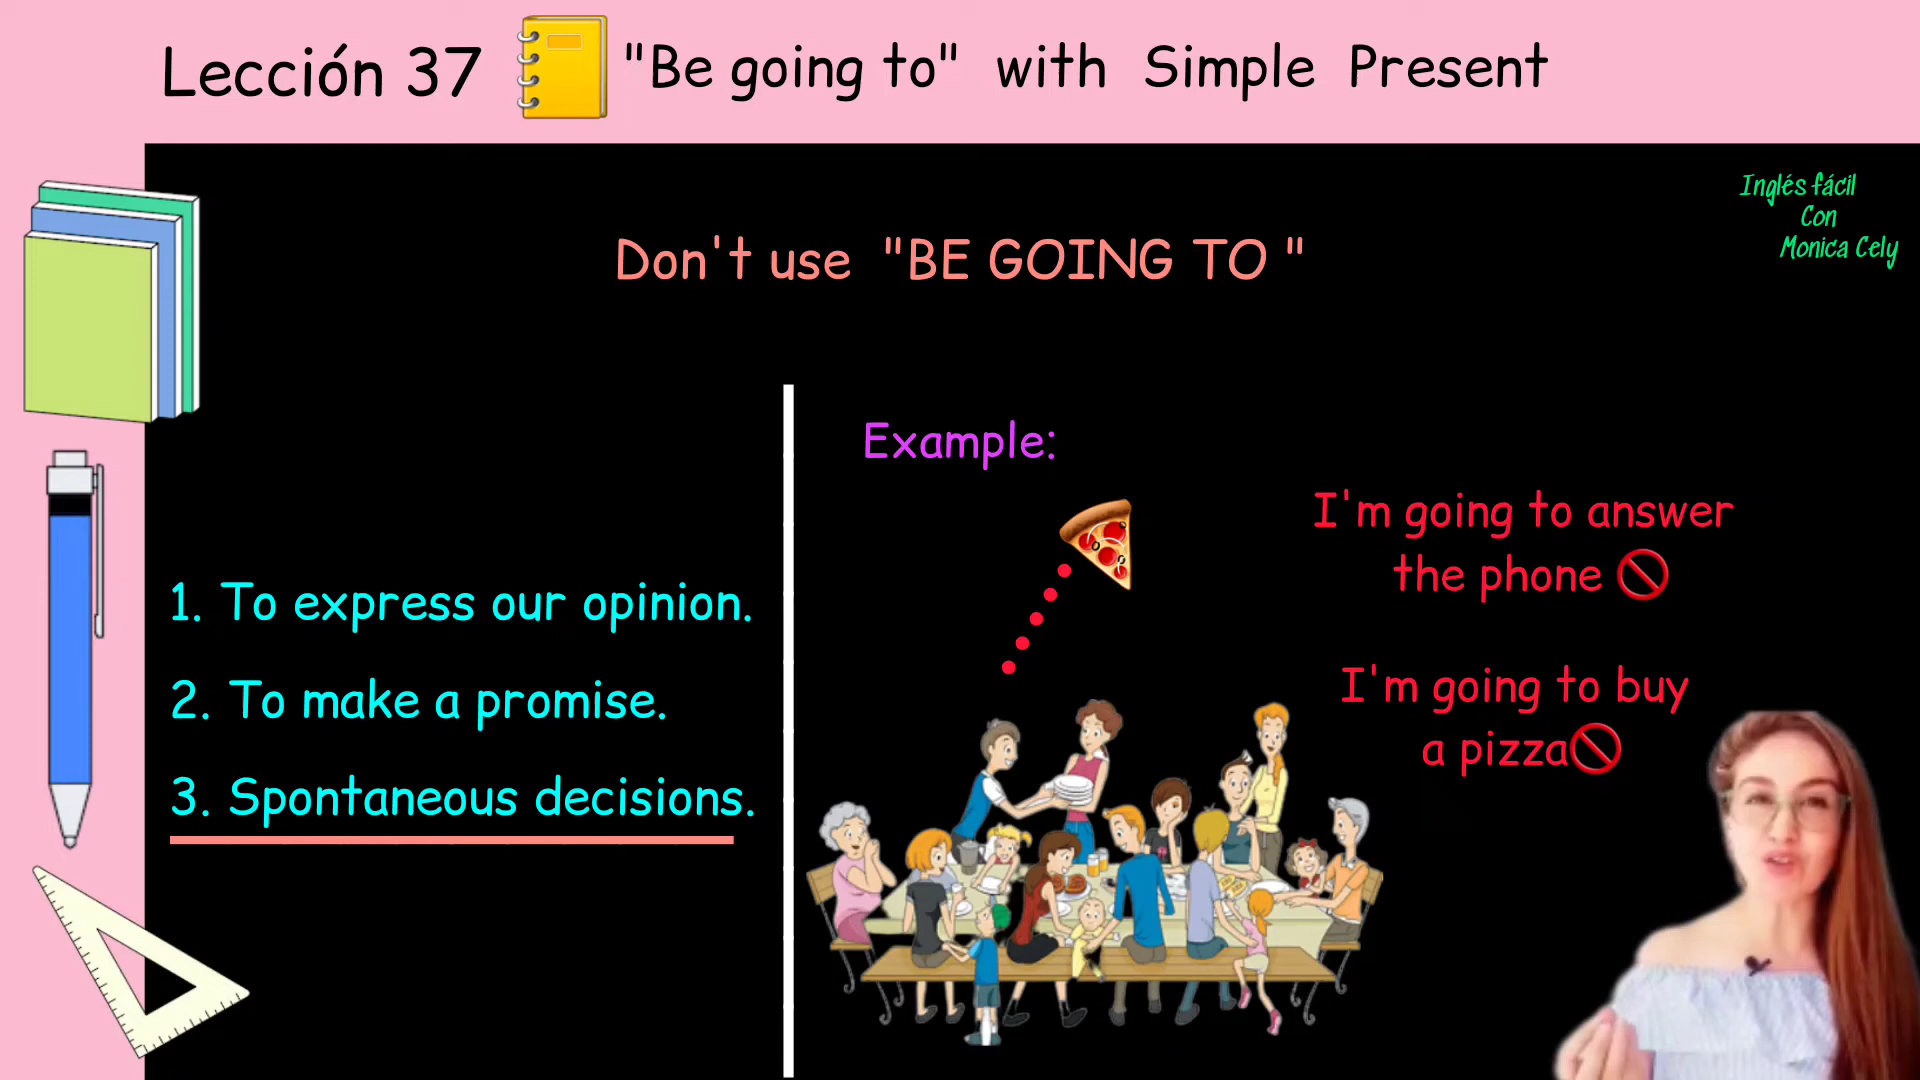 Lección 37 "Be going to" with Simple Present
Inglés fácil
Con
Monica Cely
Don't use "BE GOING TO "
1. To express our opinion.
2. To make a promise.
3. Spontaneous decisions.
Example:
I'm going to answer
the phone
I'm going to buy
a pizza